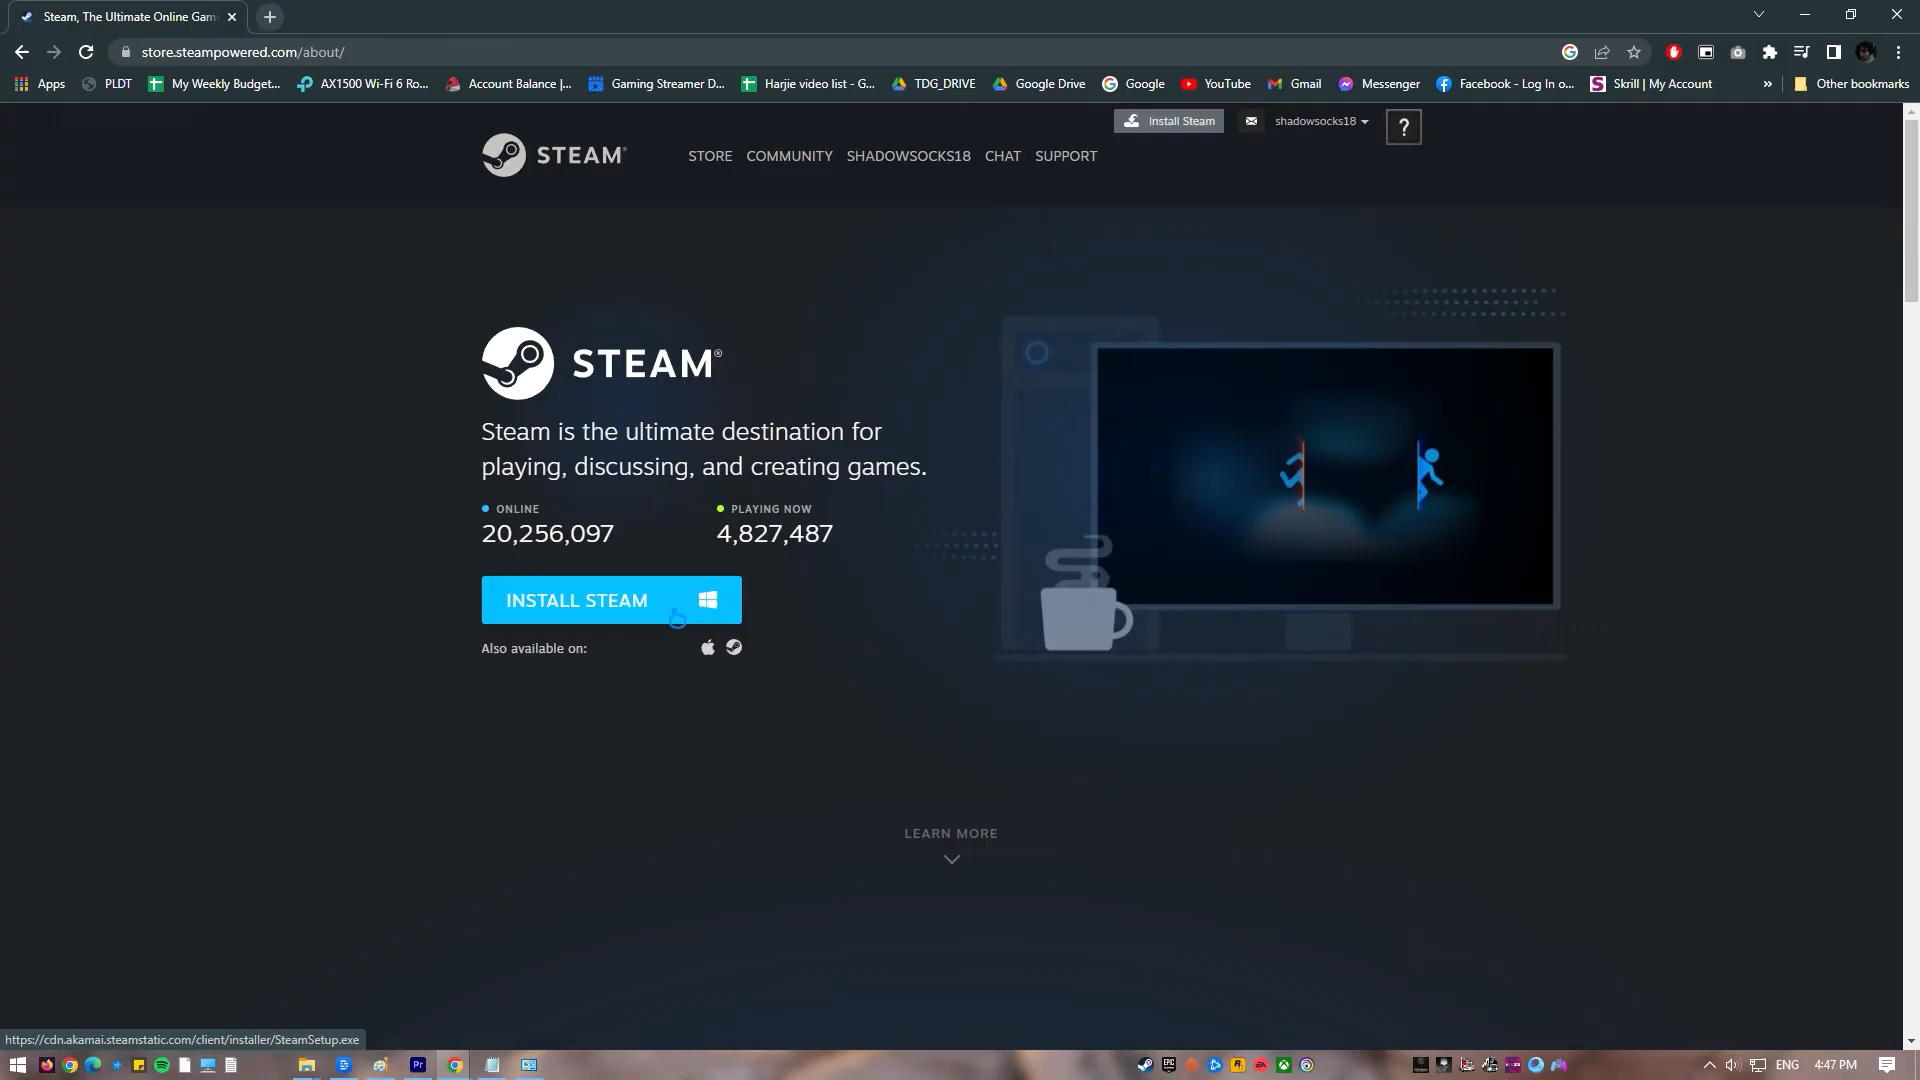 Steam, The Ultimate Online Gam
store.steampowered.com/about/
Apps PLDT My Weekly Budget... AX1500 Wi-Fi 6 Ro... Account Balance |... Gaming Streamer D... Harjie video list - G... TDG_DRIVE Google Drive Google YouTube Gmail Messenger Facebook - Log In o... Skrill | My Account » Other bookmarks
Install Steam shadowsocks18 ?
STEAM® STORE COMMUNITY SHADOWSOCKS18 CHAT SUPPORT
STEAM®
Steam is the ultimate destination for
playing, discussing, and creating games.
ONLINE PLAYING NOW
20,256,097 4,827,487
INSTALL STEAM
Also available on:
LEARN MORE
https://cdn.akamai.steamstatic.com/client/installer/SteamSetup.exe
Pr EPIC R EA ENG 4:47 PM